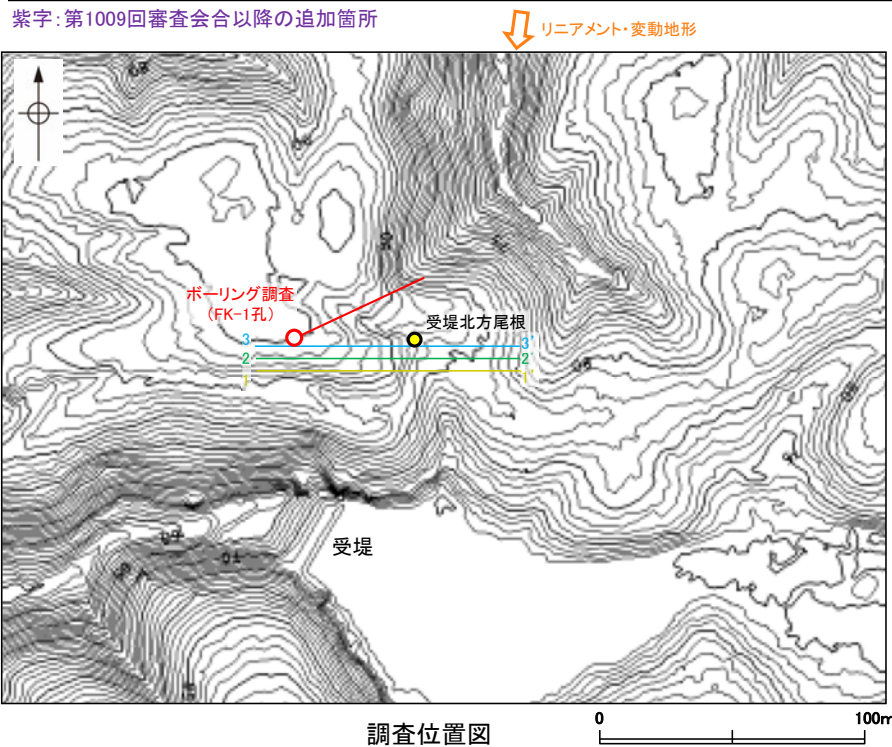 紫字：第1009回審査会合以降の追加箇所
リニアメント・変動地形
ボーリング調査
（FK-1孔）
受堤北方尾根
3 3'
2 2'
1 1'
受堤
調査位置図
0 100m